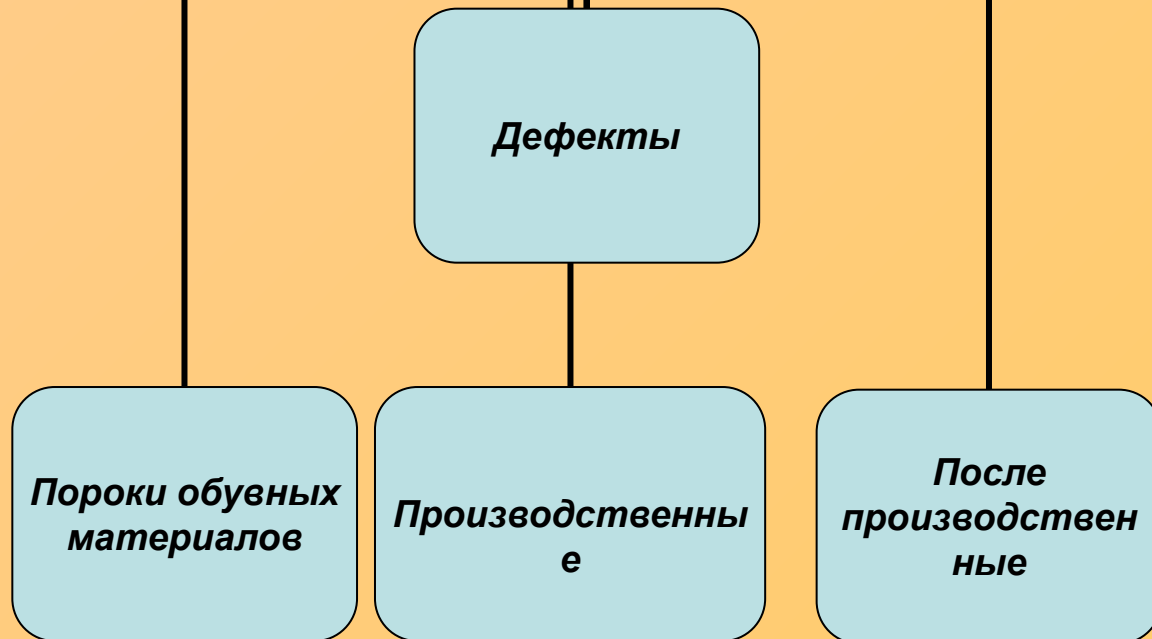 Дефекты
Пороки обувных
материалов
Производственны
е
После
производствен
ные